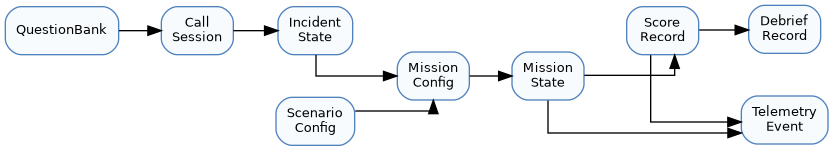 QuestionBank
Call
Session
Incident
State
Scenario
Config
Mission
Config
Mission
State
Score
Record
Debrief
Record
Telemetry
Event